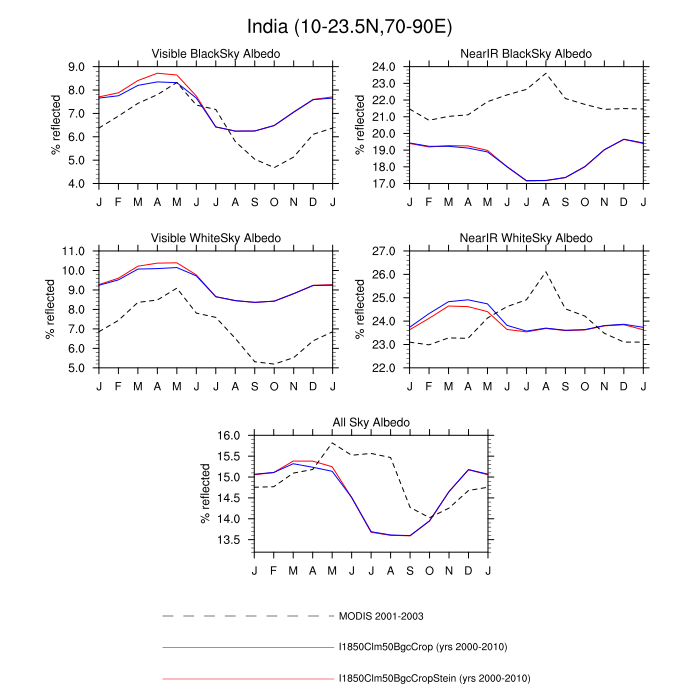 India (10-23.5N,70-90E)
Visible BlackSky Albedo
% reflected
9.0
8.0
7.0
6.0
5.0
4.0
J F M A M J J A S O N D J
NearIR BlackSky Albedo
24.0
23.0
22.0
21.0
20.0
19.0
18.0
17.0
J F M A M J J A S O N D J
Visible WhiteSky Albedo
% reflected
11.0
10.0
9.0
8.0
7.0
6.0
5.0
J F M A M J J A S O N D J
NearIR WhiteSky Albedo
% reflected
27.0
26.0
25.0
24.0
23.0
22.0
J F M A M J J A S O N D J
All Sky Albedo
% reflected
16.0
15.5
15.0
14.5
14.0
13.5
J F M A M J J A S O N D J
MODIS 2001-2003
I1850Clm50BgcCrop (yrs 2000-2010)
I1850Clm50BgcCropStein (yrs 2000-2010)